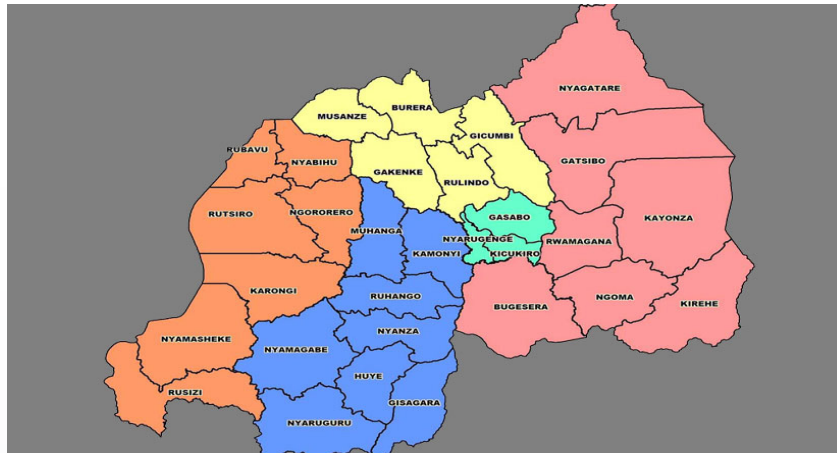 NYAGATARE
BURERA
MUSANZE
GICUMBI
RUBAVU
NYABIHU
GATSIBO
GAKENKE
RULINDO
RUTSIRO
NGORORERO
GASABO
KAYONZA
MUHANGA
NYARUGENGE
RWAMAGANA
KAMONYI
KICUKIRO
KARONGI
RUHANGO
NGOMA
KIREHE
BUGESERA
NYANZA
NYAMASHEKE
NYAMAGABE
HUYE
RUSIZI
GISAGARA
NYARUGURU